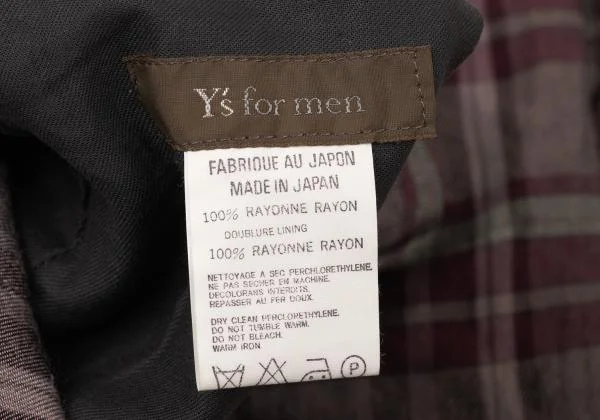 Y's for men
FABRIQUE AU JAPON
MADE IN JAPAN
100% RAYONNE RAYON
DOUBLURE LINING
100% RAYONNE RAYON
NETTOYAGE A SEC PERCHLORETHYLENE.
NE PAS SECHER EN MACHINE.
DECOLORANS INTERDITS.
REPASSER AU FER DOUX.
DRY CLEAN PERCLORETHYLENE.
DO NOT TUMBLE WARM.
DO NOT BLEACH.
WARM IRON.
P